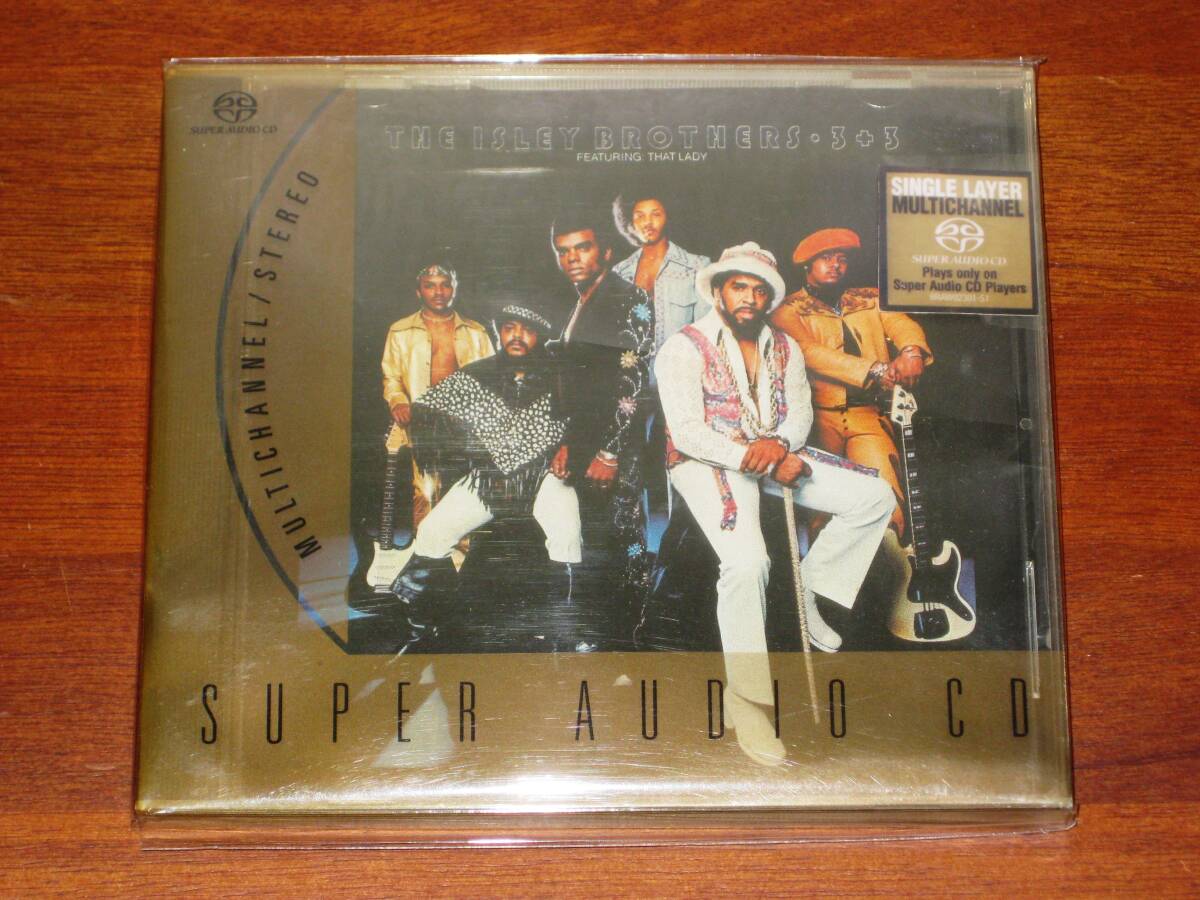 SUPER AUDIO CD
THE ISLEY BROTHERS • 3 + 3
FEATURING: THAT LADY
MULTICHANNEL / STEREO
SINGLE LAYER
MULTICHANNEL
SUPER AUDIO CD
Plays only on
Super Audio CD Players
SUPER AUDIO CD